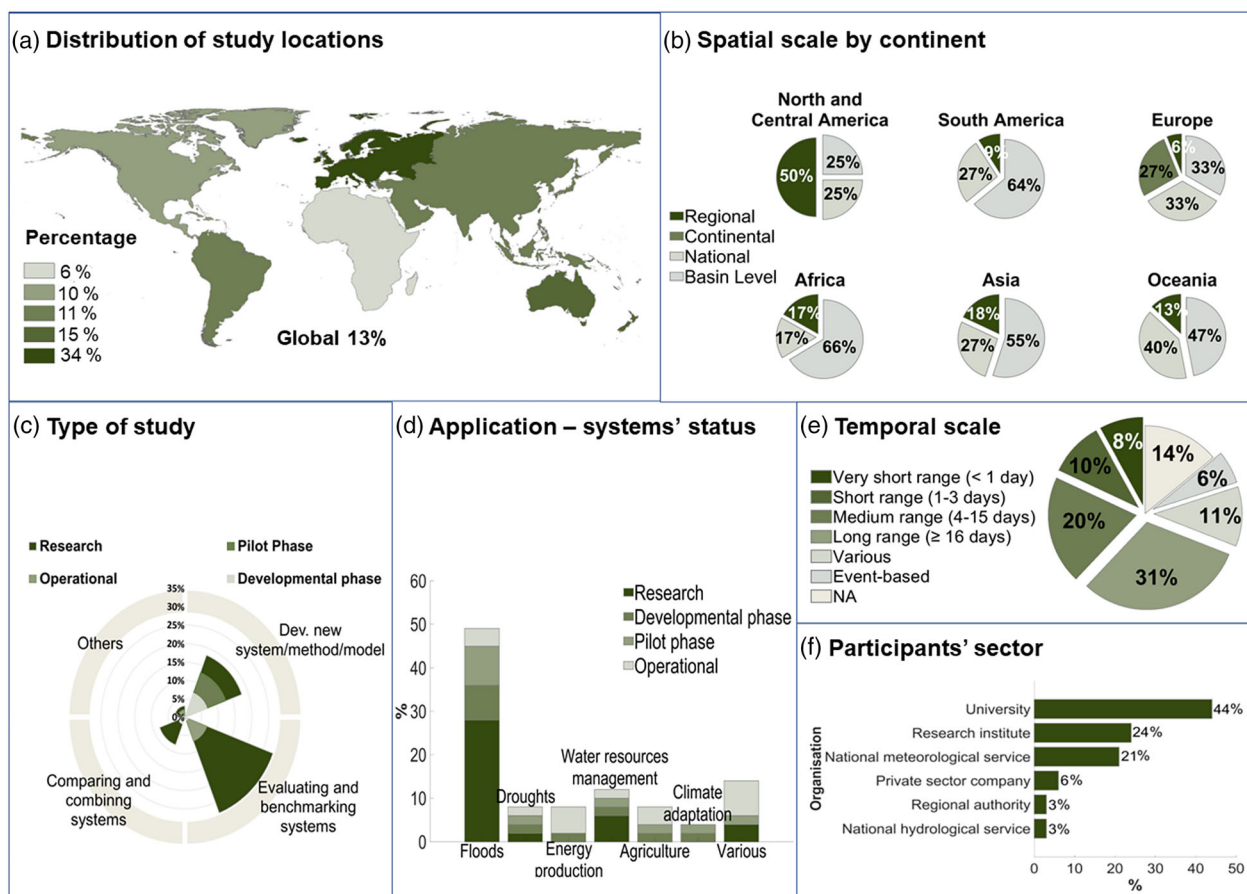 (a) Distribution of study locations
Percentage
6 %
10 %
11 %
15 %
34 %
Global 13%
(b) Spatial scale by continent
North and
Central America
50%
25%
25%
South America
9%
27%
64%
Europe
6%
27%
33%
33%
Regional
Continental
National
Basin Level
Africa
17%
17%
66%
Asia
18%
27%
55%
Oceania
13%
40%
47%
(c) Type of study
Research
Pilot Phase
Operational
Developmental phase
35%
30%
25%
20%
15%
10%
5%
0%
Others
Dev. new
system/method/model
Comparing and
combinng
systems
Evaluating and
benchmarking
systems
(d) Application – systems' status
60
50
40
30
20
10
0
%
Research
Developmental phase
Pilot phase
Operational
Floods
Droughts
Energy
production
Water resources
management
Agriculture
Climate
adaptation
Various
(e) Temporal scale
Very short range (< 1 day)
Short range (1-3 days)
Medium range (4-15 days)
Long range (≥ 16 days)
Various
Event-based
NA
8%
14%
10%
6%
11%
20%
31%
(f) Participants' sector
Organisation
University
44%
Research institute
24%
National meteorological service
21%
Private sector company
6%
Regional authority
3%
National hydrological service
3%
0 10 20 30 40 50
%